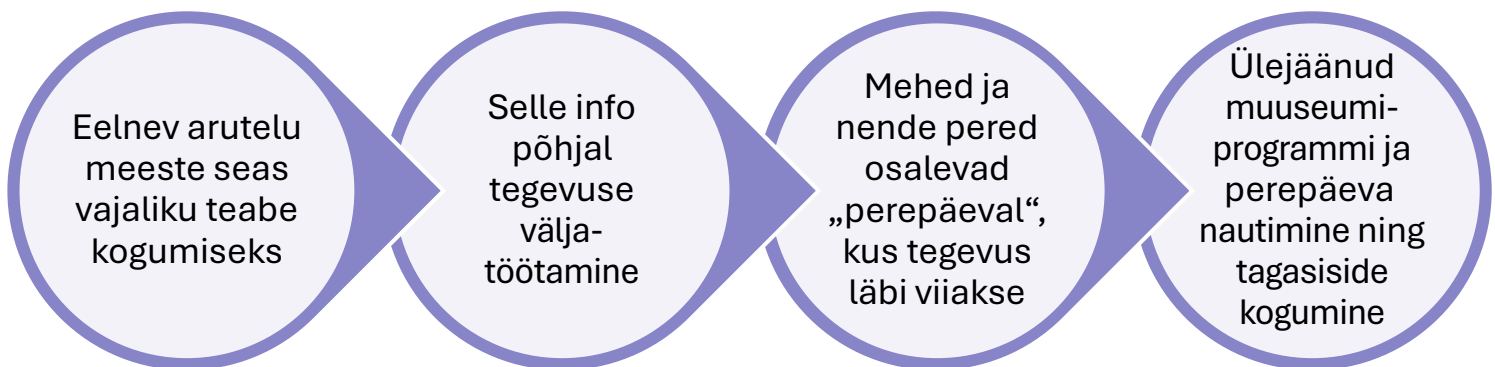 Eelnev arutelu
meeste seas
vajaliku teabe
kogumiseks
Selle info
põhjal
tegevuse
välja-
töötamine
Mehed ja
nende pered
osalevad
„perepäeval“,
kus tegevus
läbi viiakse
Ülejäänud
muuseumi-
programmi ja
perepäeva
nautimine ning
tagasiside
kogumine